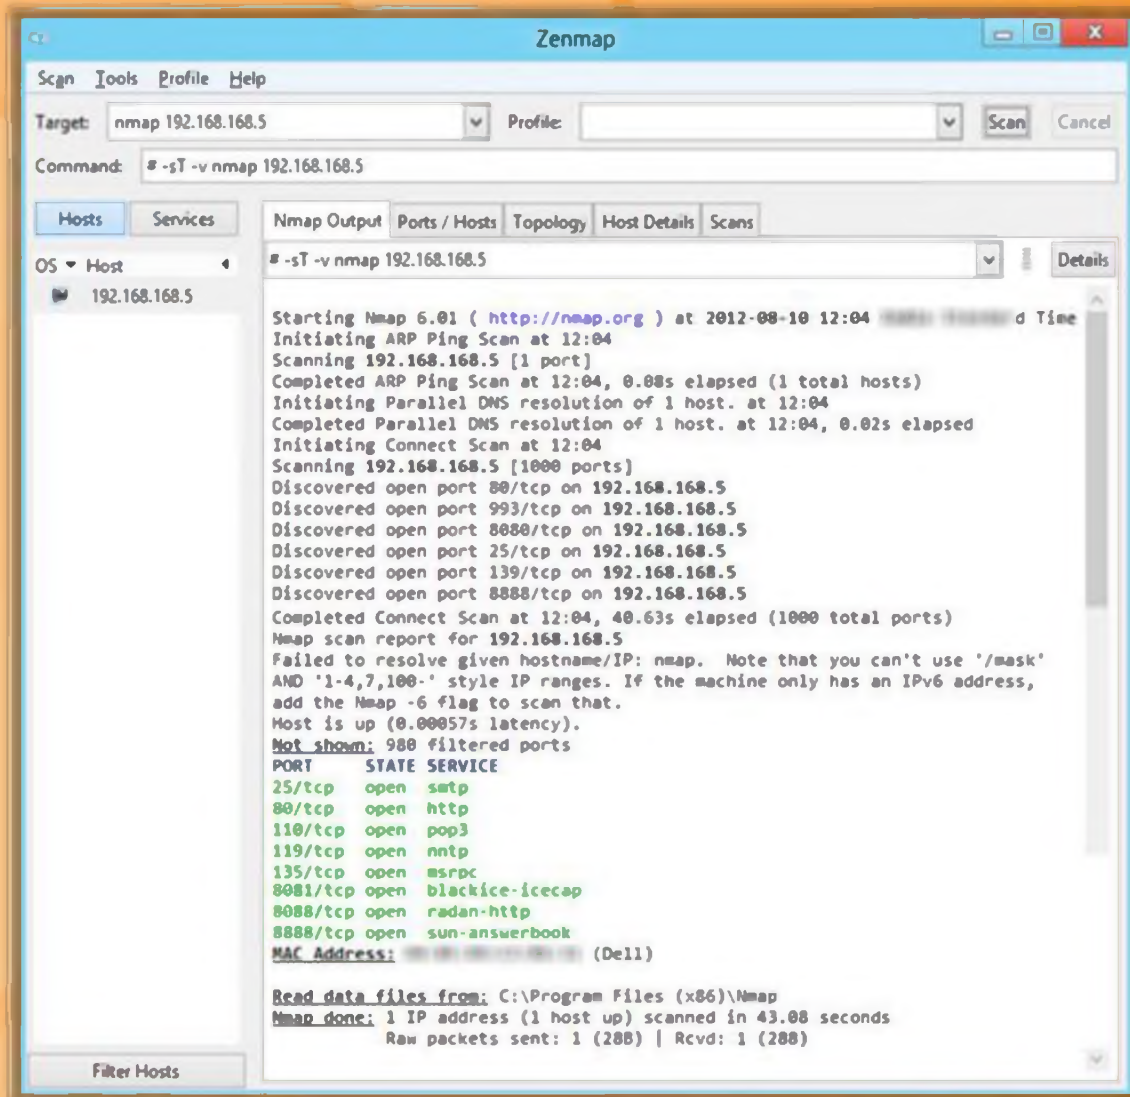 Zenmap
Scan Tools Profile Help
Target: nmap 192.168.168.5 Profile: Scan Cancel
Command: # -sT -v nmap 192.168.168.5
Hosts Services Nmap Output Ports / Hosts Topology Host Details Scans
OS Host # -sT -v nmap 192.168.168.5 Details
192.168.168.5
Starting Nmap 6.01 ( http://nmap.org ) at 2012-08-10 12:04 d Time
Initiating ARP Ping Scan at 12:04
Scanning 192.168.168.5 [1 port]
Completed ARP Ping Scan at 12:04, 0.08s elapsed (1 total hosts)
Initiating Parallel DNS resolution of 1 host. at 12:04
Completed Parallel DNS resolution of 1 host. at 12:04, 0.02s elapsed
Initiating Connect Scan at 12:04
Scanning 192.168.168.5 [1000 ports]
Discovered open port 80/tcp on 192.168.168.5
Discovered open port 993/tcp on 192.168.168.5
Discovered open port 8080/tcp on 192.168.168.5
Discovered open port 25/tcp on 192.168.168.5
Discovered open port 139/tcp on 192.168.168.5
Discovered open port 8888/tcp on 192.168.168.5
Completed Connect Scan at 12:04, 40.63s elapsed (1000 total ports)
Nmap scan report for 192.168.168.5
Failed to resolve given hostname/IP: nmap. Note that you can't use '/mask'
AND '1-4,7,100-' style IP ranges. If the machine only has an IPv6 address,
add the Nmap -6 flag to scan that.
Host is up (0.00057s latency).
Not shown: 980 filtered ports
PORT STATE SERVICE
25/tcp open smtp
80/tcp open http
110/tcp open pop3
119/tcp open nntp
135/tcp open msrpc
8081/tcp open blackice-icecap
8088/tcp open radan-http
8888/tcp open sun-answerbook
MAC Address: (Dell)
Read data files from: C:\Program Files (x86)\Nmap
Nmap done: 1 IP address (1 host up) scanned in 43.08 seconds
Raw packets sent: 1 (28B) | Rcvd: 1 (28B)
Filter Hosts